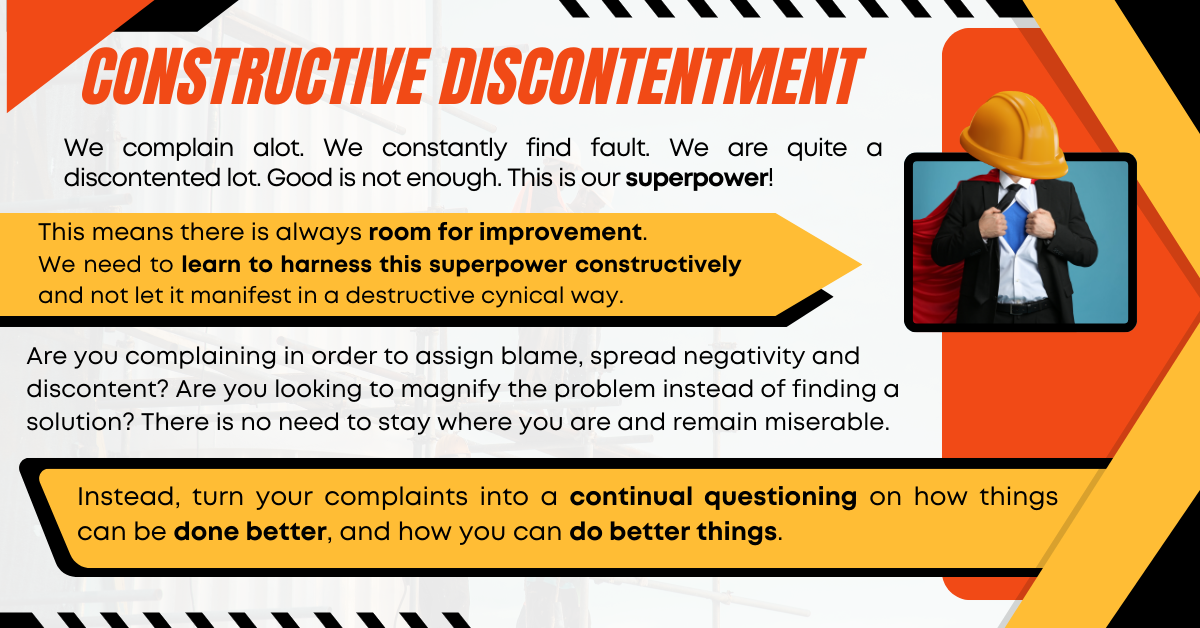 CONSTRUCTIVE DISCONTENTMENT
We complain alot. We constantly find fault. We are quite a
discontented lot. Good is not enough. This is our superpower!
This means there is always room for improvement.
We need to learn to harness this superpower constructively
and not let it manifest in a destructive cynical way.
Are you complaining in order to assign blame, spread negativity and
discontent? Are you looking to magnify the problem instead of finding a
solution? There is no need to stay where you are and remain miserable.
Instead, turn your complaints into a continual questioning on how things
can be done better, and how you can do better things.